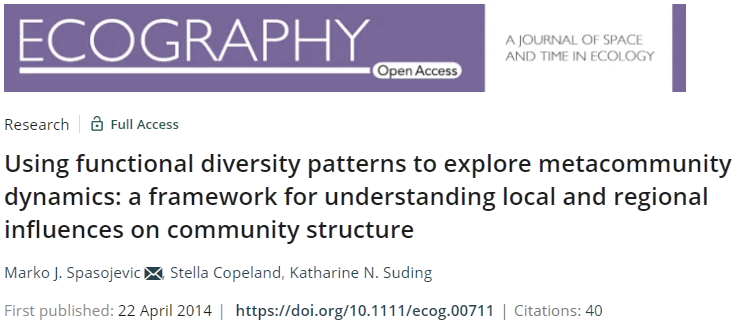 ECOGRAPHY
Open Access
A JOURNAL OF SPACE
AND TIME IN ECOLOGY
Research | Full Access
Using functional diversity patterns to explore metacommunity
dynamics: a framework for understanding local and regional
influences on community structure
Marko J. Spasojevic, Stella Copeland, Katharine N. Suding
First published: 22 April 2014 | https://doi.org/10.1111/ecog.00711 | Citations: 40